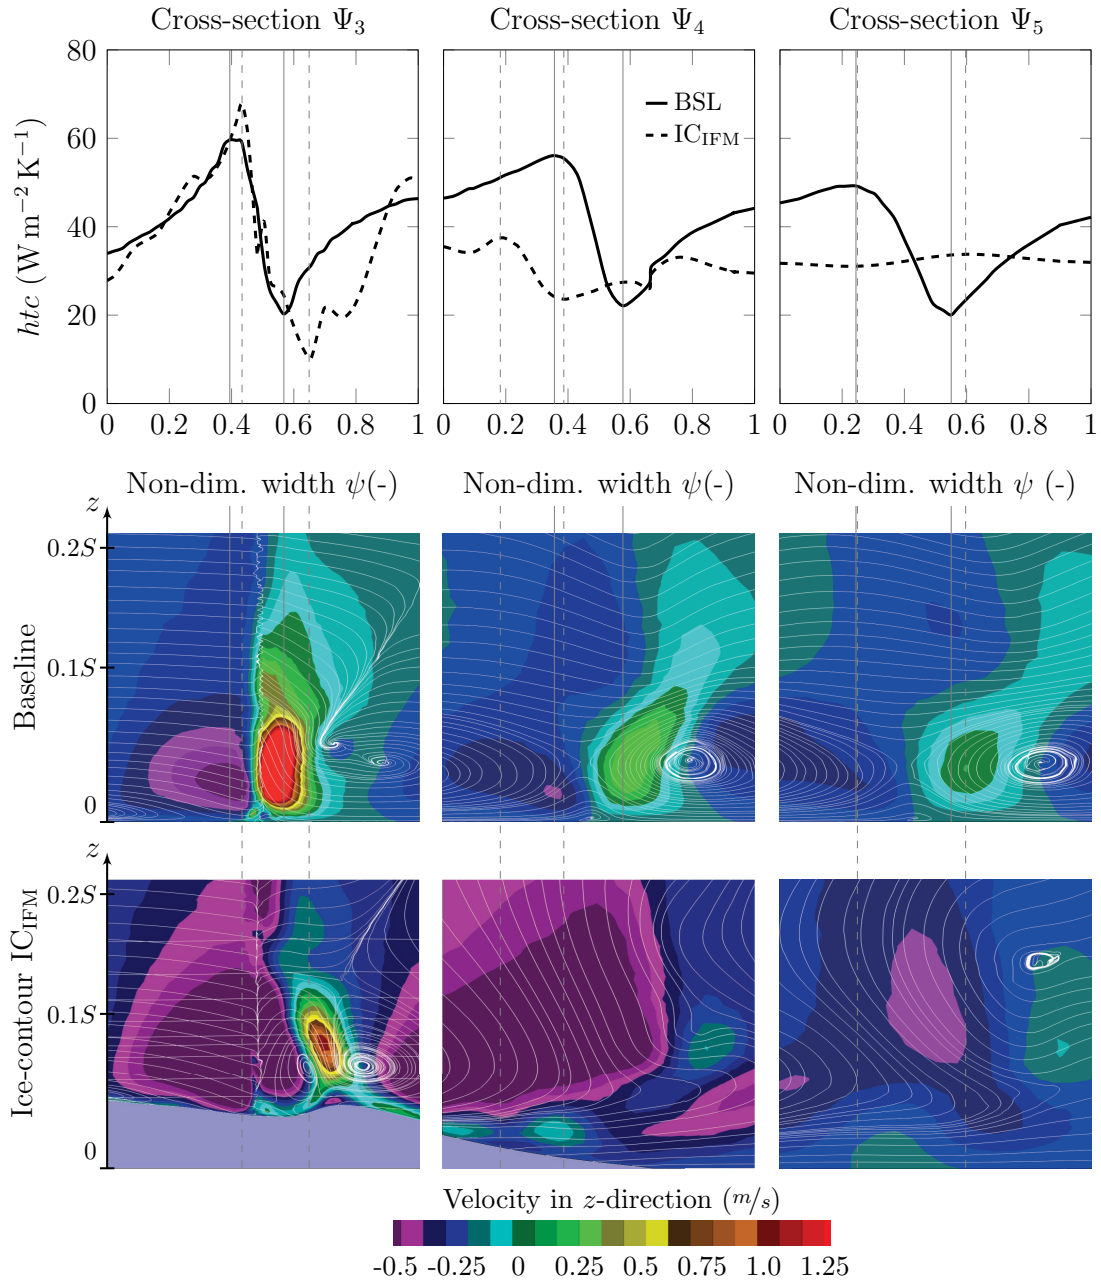 Cross-section Ψ₃ Cross-section Ψ₄ Cross-section Ψ₅
80
60
40
20
0
htc (W m⁻² K⁻¹)
BSL
IC_IFM
0 0.2 0.4 0.6 0.8 1 0 0.2 0.4 0.6 0.8 1 0 0.2 0.4 0.6 0.8 1
Non-dim. width ψ(-) Non-dim. width ψ(-) Non-dim. width ψ (-)
z
0.2S
0.1S
0
Baseline
z
0.2S
0.1S
0
Ice-contour IC_IFM
Velocity in z-direction (m/s)
-0.5 -0.25 0 0.25 0.5 0.75 1.0 1.25